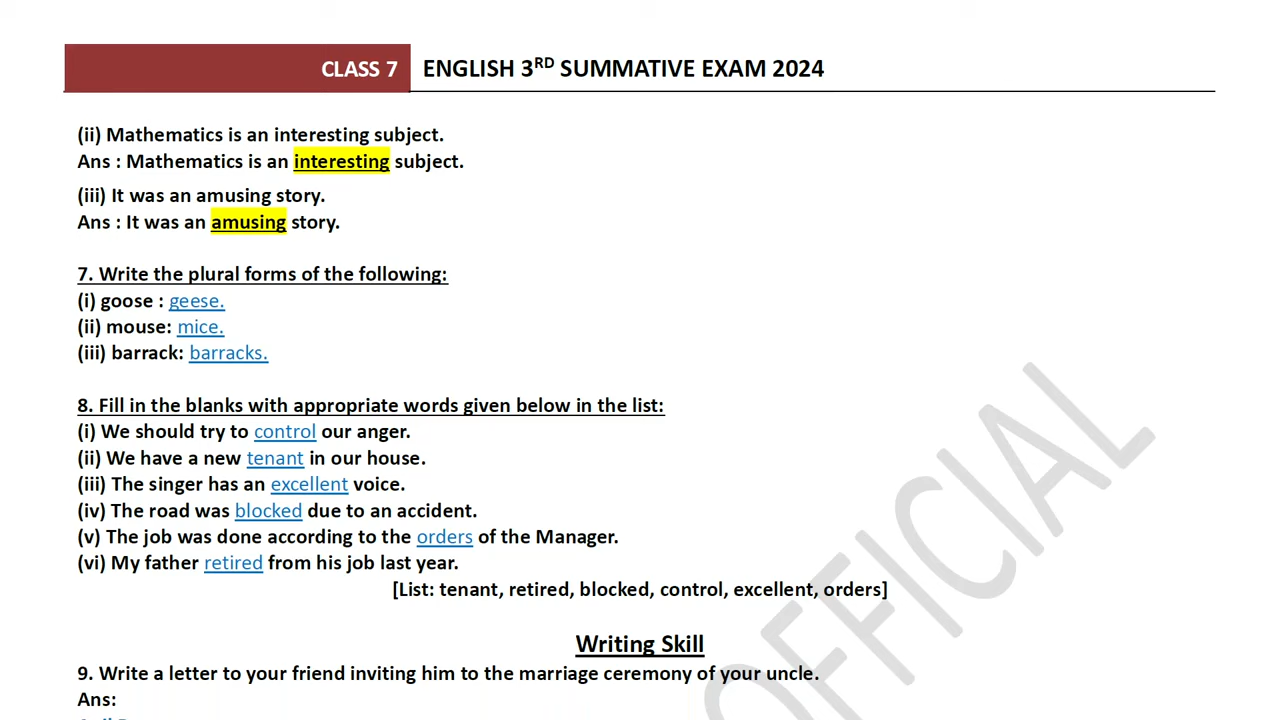 CLASS 7 ENGLISH 3RD SUMMATIVE EXAM 2024
(ii) Mathematics is an interesting subject.
Ans : Mathematics is an interesting subject.
(iii) It was an amusing story.
Ans : It was an amusing story.
7. Write the plural forms of the following:
(i) goose : geese.
(ii) mouse: mice.
(iii) barrack: barracks.
8. Fill in the blanks with appropriate words given below in the list:
(i) We should try to control our anger.
(ii) We have a new tenant in our house.
(iii) The singer has an excellent voice.
(iv) The road was blocked due to an accident.
(v) The job was done according to the orders of the Manager.
(vi) My father retired from his job last year.
[List: tenant, retired, blocked, control, excellent, orders]
Writing Skill
9. Write a letter to your friend inviting him to the marriage ceremony of your uncle.
Ans:
OFFICIAL